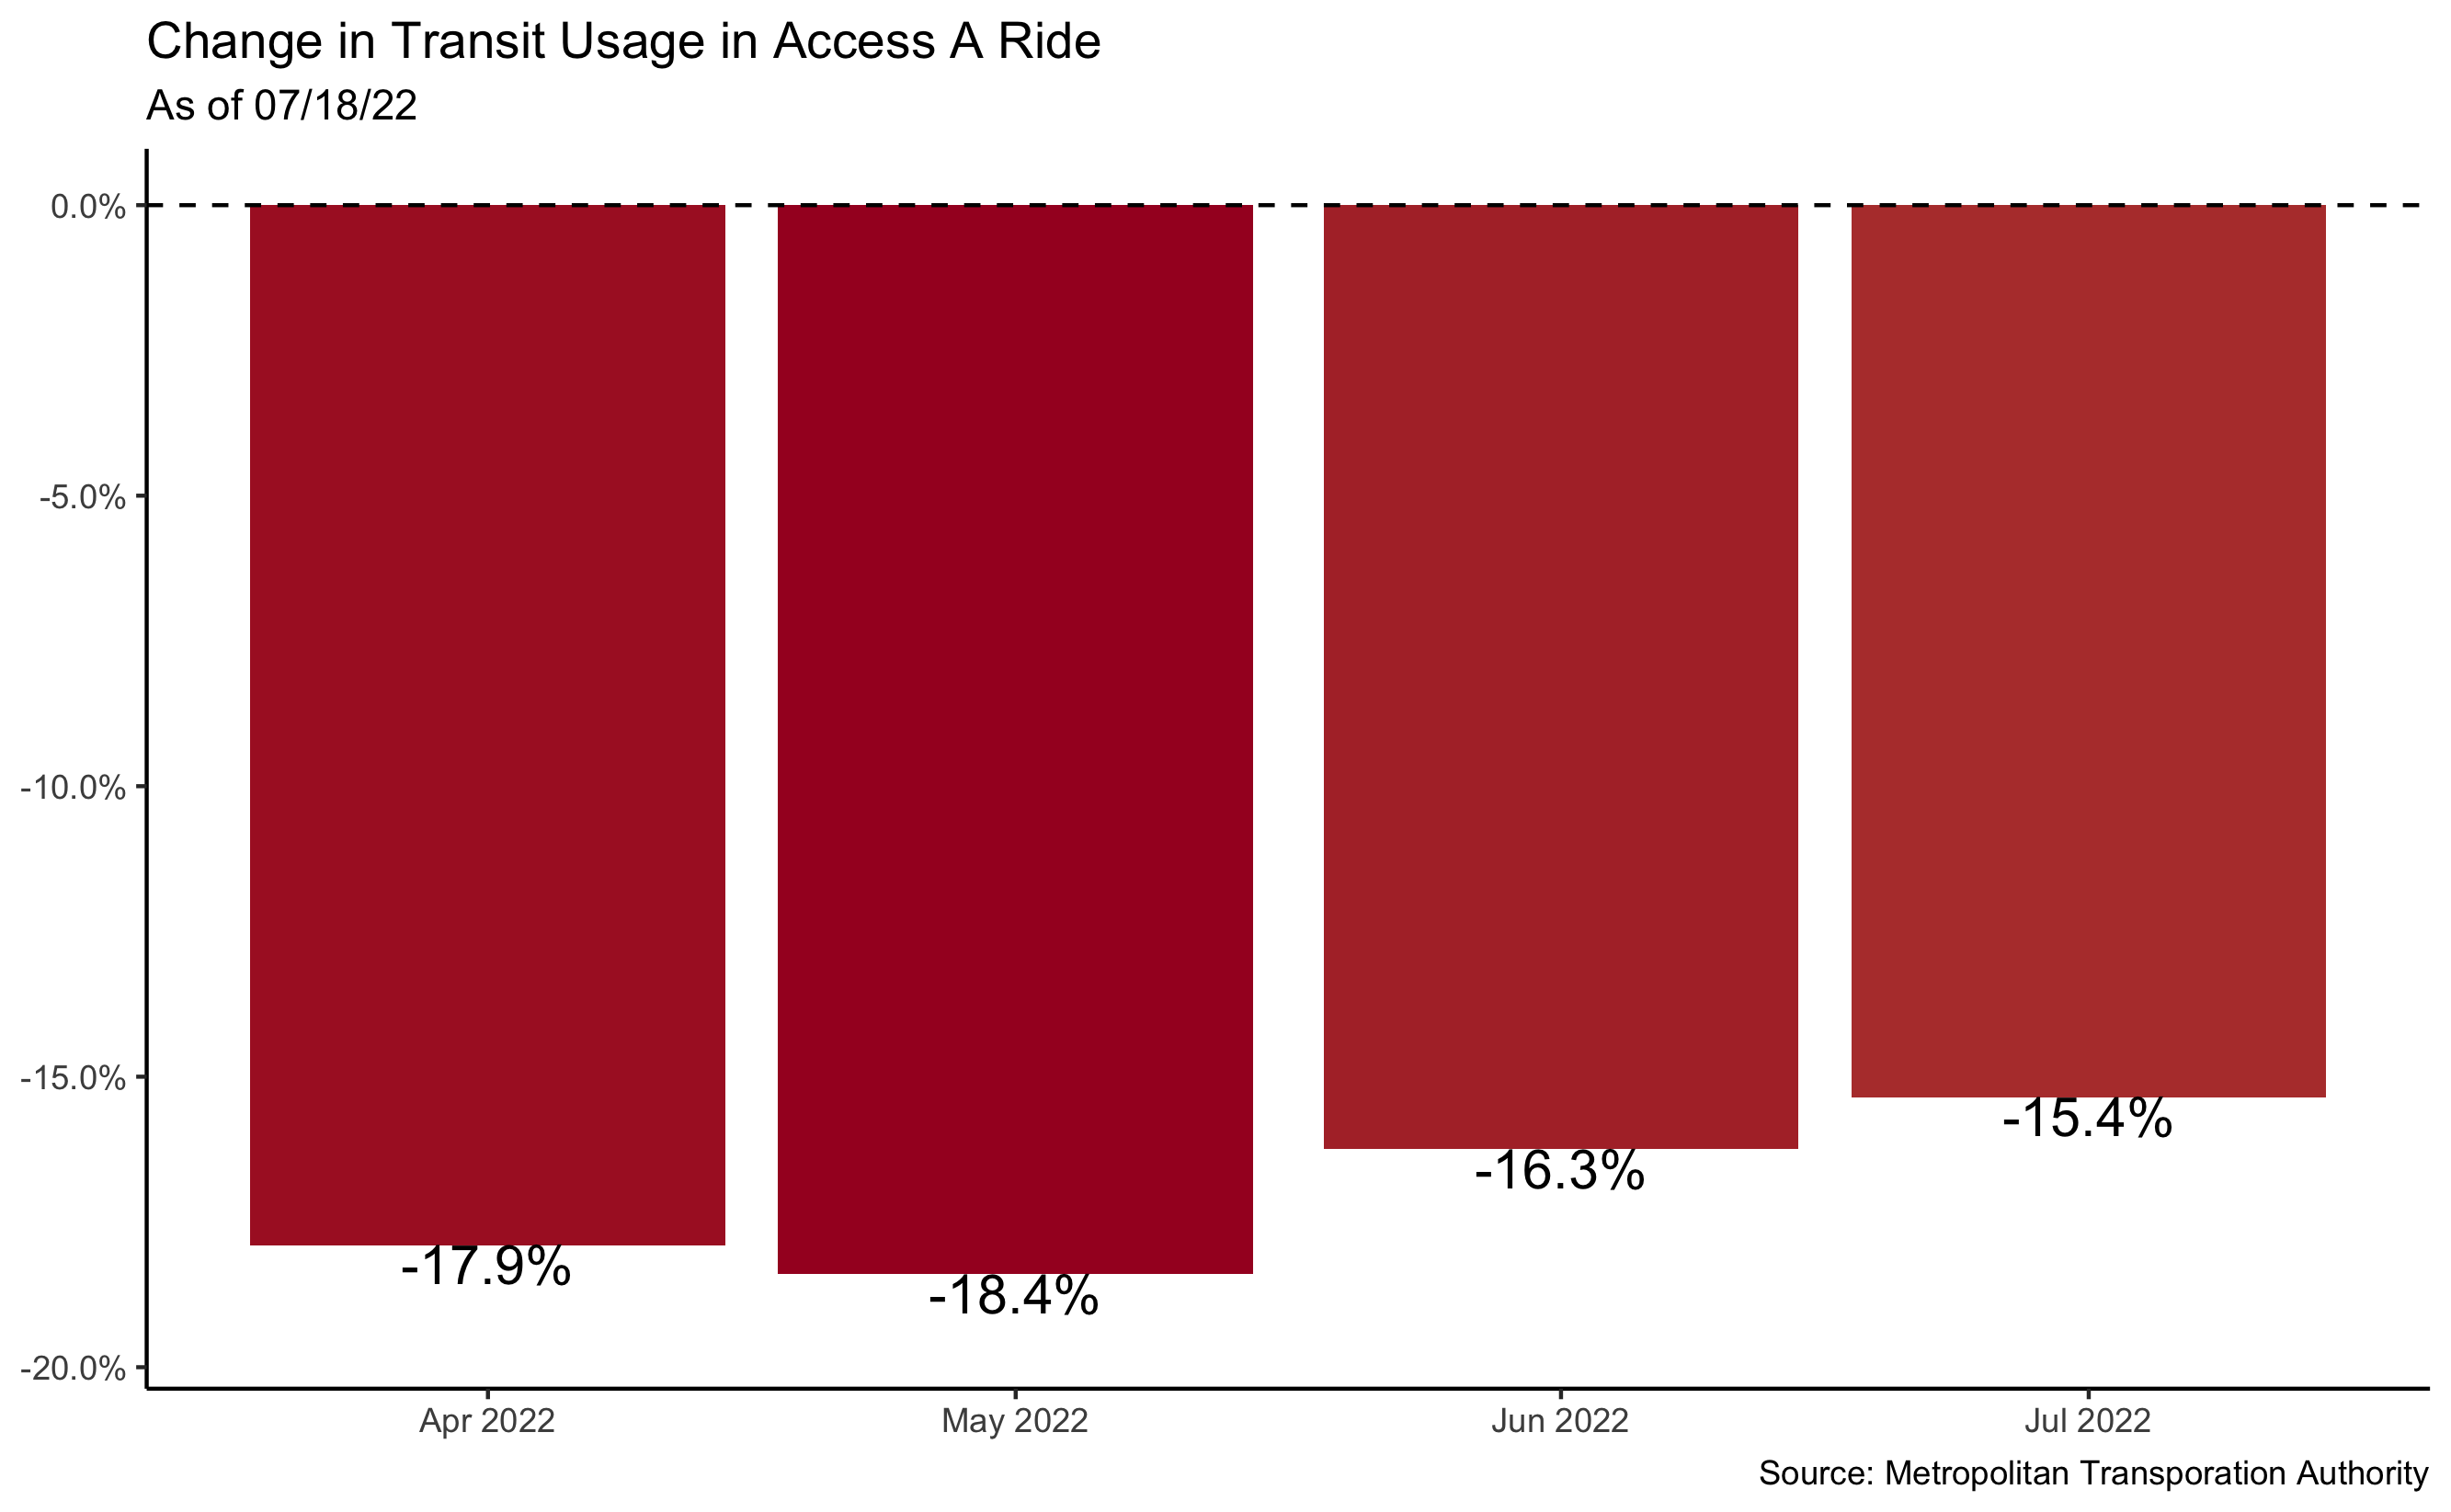 Change in Transit Usage in Access A Ride
As of 07/18/22
0.0%
-5.0%
-10.0%
-15.0%
-20.0%
-17.9%
-18.4%
-16.3%
-15.4%
Apr 2022
May 2022
Jun 2022
Jul 2022
Source: Metropolitan Transporation Authority